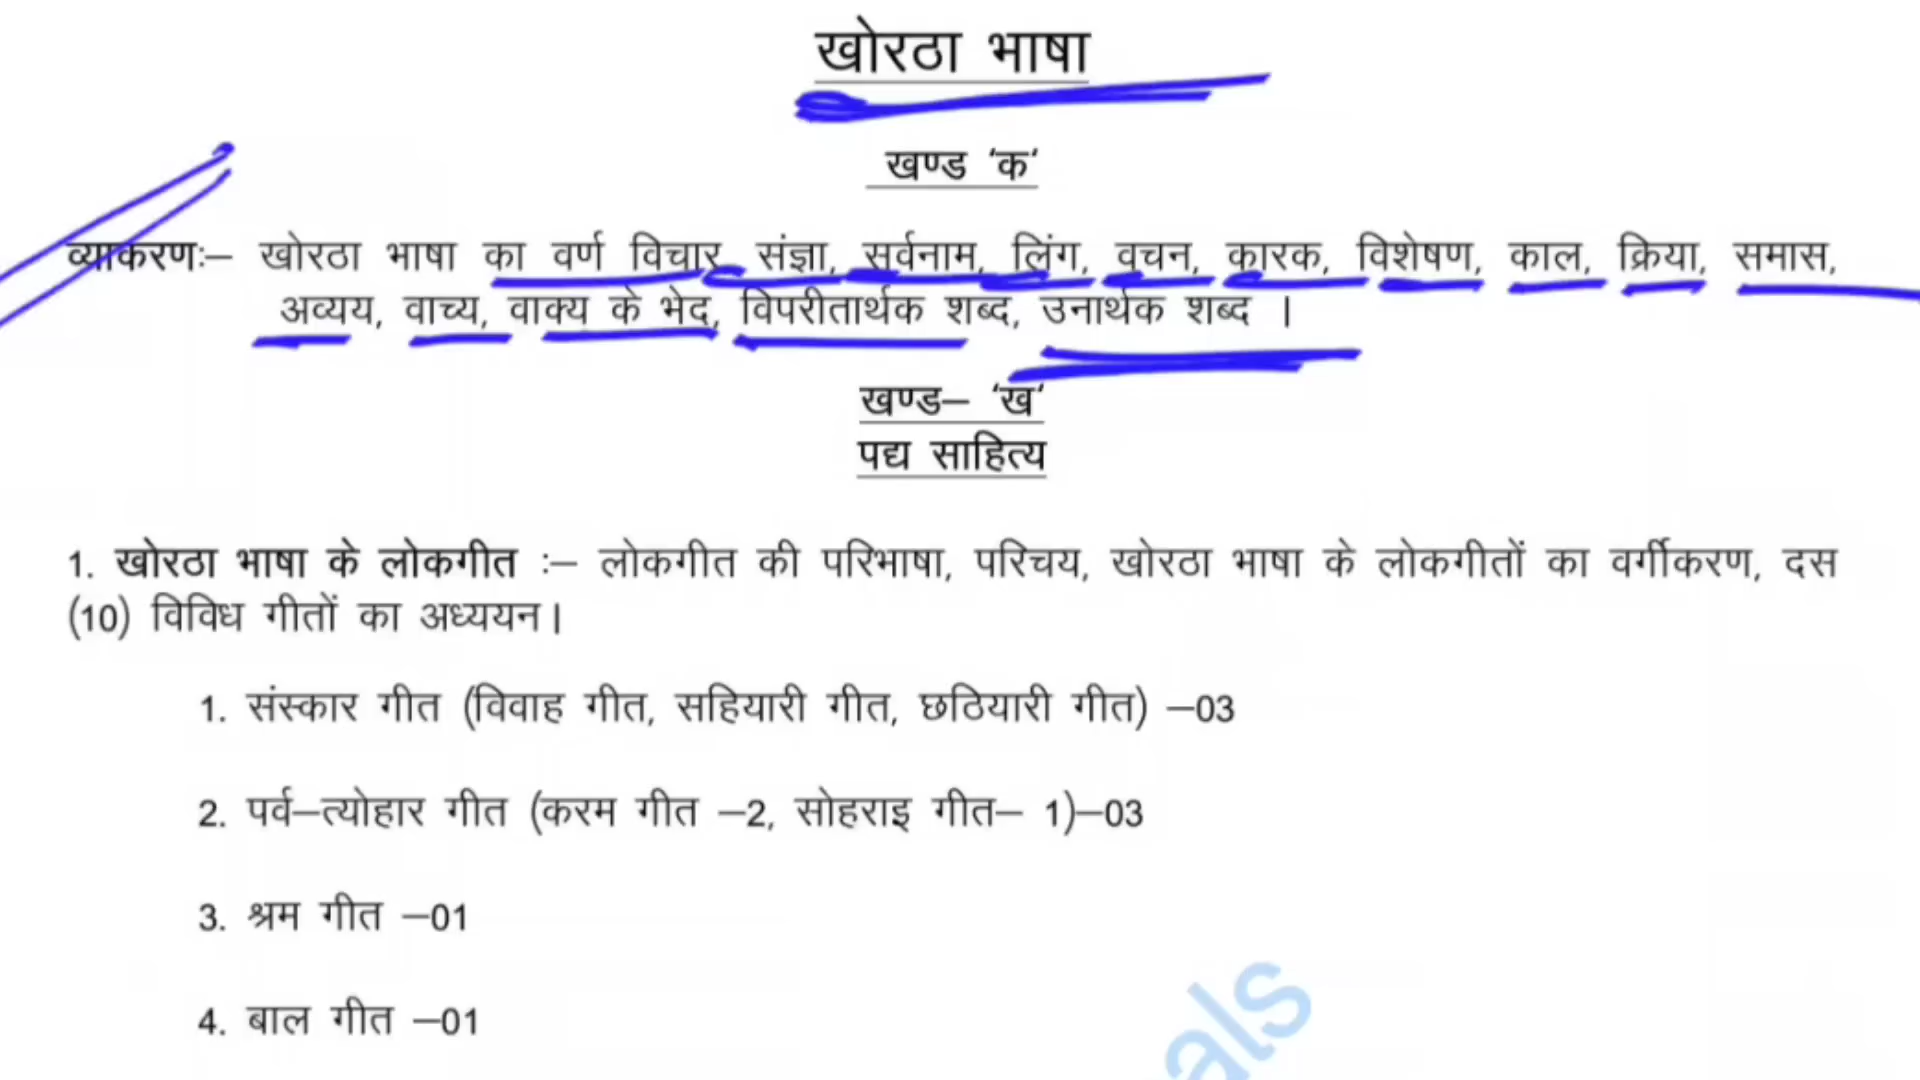 खोरठा भाषा
खण्ड 'क'
व्याकरणः– खोरठा भाषा का वर्ण विचार, संज्ञा, सर्वनाम, लिंग, वचन, कारक, विशेषण, काल, क्रिया, समास,
अव्यय, वाच्य, वाक्य के भेद, विपरीतार्थक शब्द, उनार्थक शब्द ।
खण्ड– 'ख'
पद्य साहित्य
1. खोरठा भाषा के लोकगीत :– लोकगीत की परिभाषा, परिचय, खोरठा भाषा के लोकगीतों का वर्गीकरण, दस
(10) विविध गीतों का अध्ययन।
1. संस्कार गीत (विवाह गीत, सहियारी गीत, छठियारी गीत) –03
2. पर्व–त्योहार गीत (करम गीत –2, सोहराइ गीत– 1)–03
3. श्रम गीत –01
4. बाल गीत –01